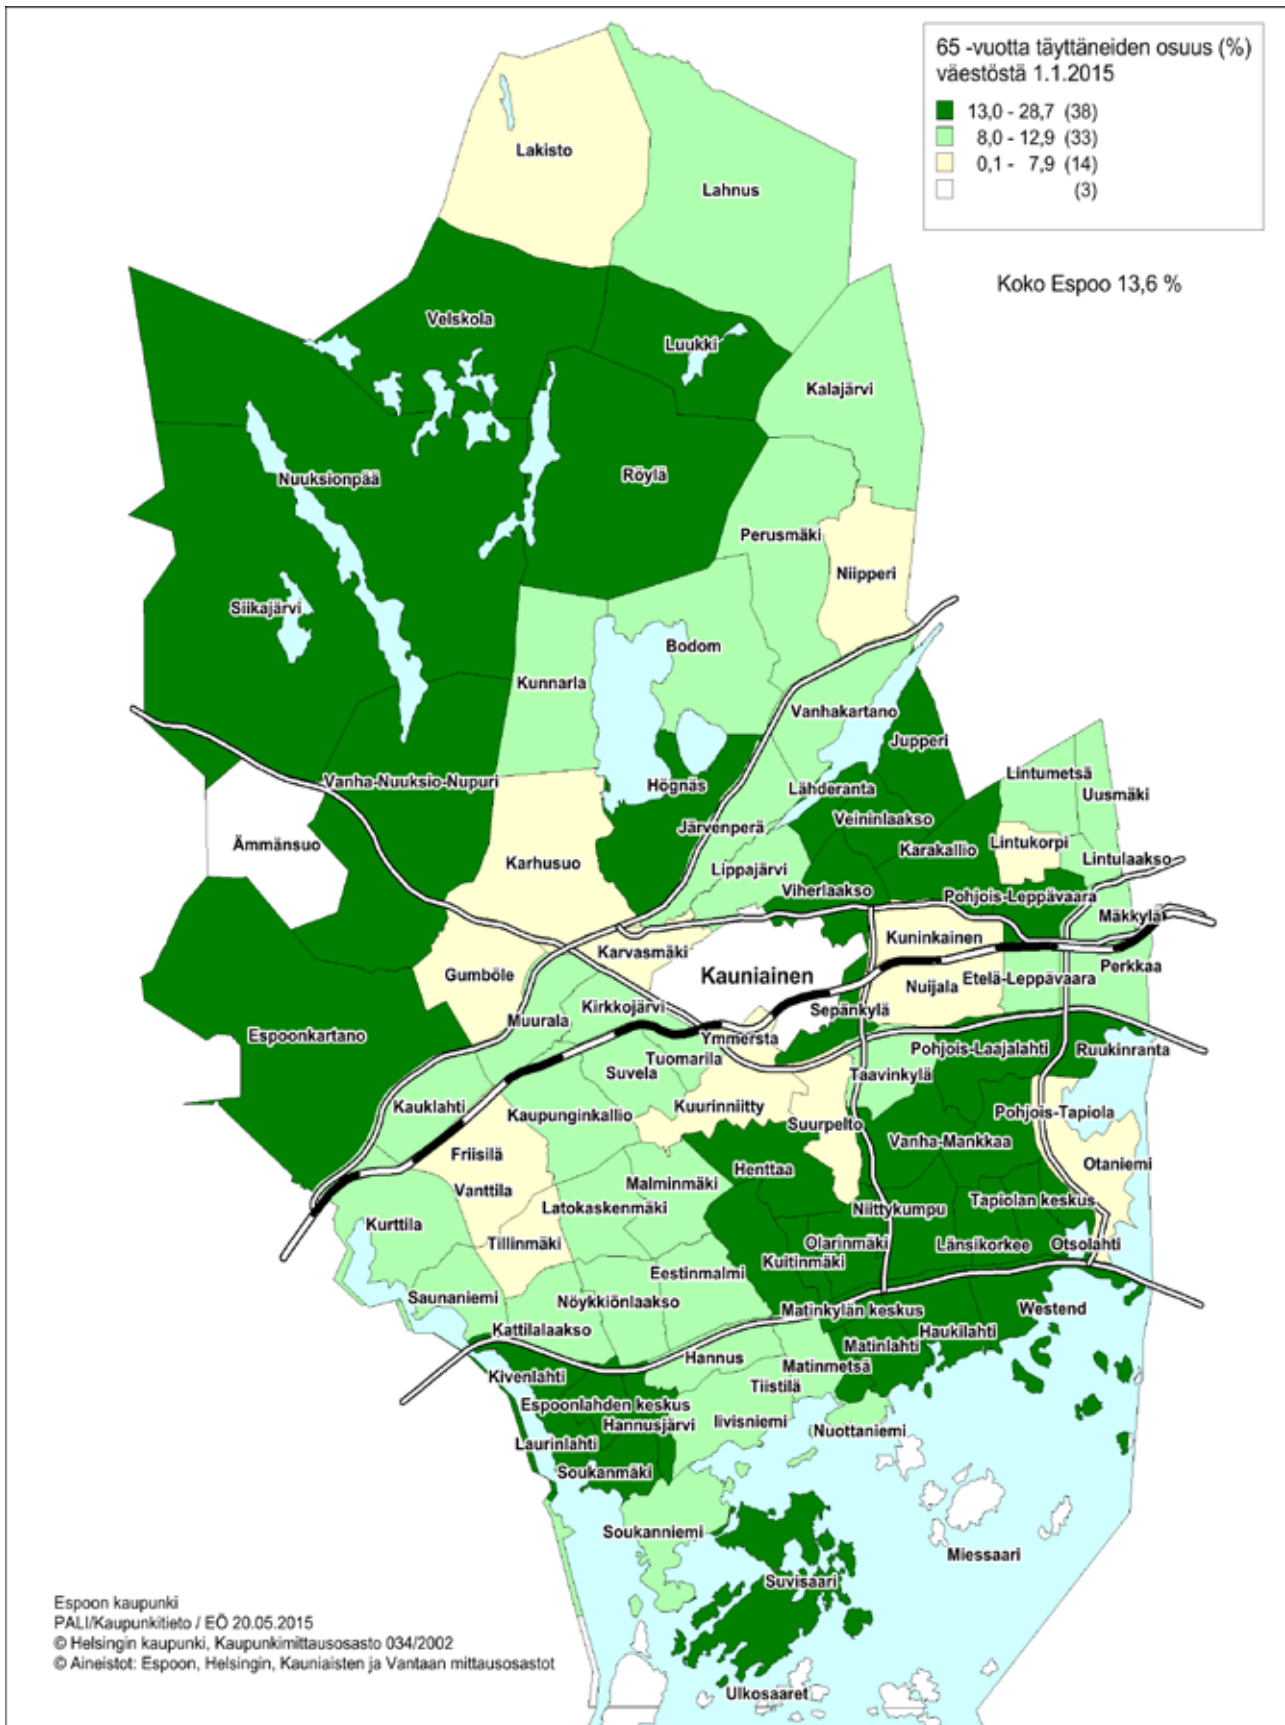 65 -vuotta täyttäneiden osuus (%)
väestöstä 1.1.2015
13,0 - 28,7 (38)
8,0 - 12,9 (33)
0,1 - 7,9 (14)
(3)
Koko Espoo 13,6 %
Lakisto
Lahnus
Velskola
Luukki
Kalajärvi
Nuuksionpää
Röylä
Perusmäki
Niipperi
Siikajärvi
Bodom
Kunnarla
Vanhakartano
Jupperi
Vanha-Nuuksio-Nupuri
Högnäs
Lähderanta
Lintumetsä
Uusmäki
Veininlaakso
Järvenperä
Ämmänsuo
Karhusuo
Lippajärvi
Karakallio
Lintukorpi
Lintulaakso
Viherlaakso
Pohjois-Leppävaara
Mäkkylä
Kuninkainen
Karvasmäki
Gumböle
Kauniainen
Nuijala
Etelä-Leppävaara
Perkkaa
Kirkkojärvi
Sepänkylä
Muurala
Espoonkartano
Ymmersta
Tuomarila
Pohjois-Laajalahti
Ruukinranta
Suvela
Taavinkylä
Kauklahti
Kaupunginkallio
Kuurinniitty
Suurpelto
Pohjois-Tapiola
Vanha-Mankkaa
Friisilä
Henttaa
Otaniemi
Vanttila
Malminmäki
Latokaskenmäki
Niittykumpu
Tapiolan keskus
Kurttila
Tillinmäki
Olarinmäki
Länsikorkee
Otsolahti
Kuitinmäki
Eestinmalmi
Saunaniemi
Nöykkiönlaakso
Matinkylän keskus
Westend
Kattilalaakso
Haukilahti
Matinlahti
Hannus
Matinmetsä
Kivenlahti
Tiistilä
Espoonlahden keskus
Hannusjärvi
Iivisniemi
Nuottaniemi
Laurinlahti
Soukanmäki
Soukanniemi
Miessaari
Suvisaari
Ulkosaaret
Espoon kaupunki
PALI/Kaupunkitieto / EÖ 20.05.2015
© Helsingin kaupunki, Kaupunkimittausosasto 034/2002
© Aineistot: Espoon, Helsingin, Kauniaisten ja Vantaan mittausosastot